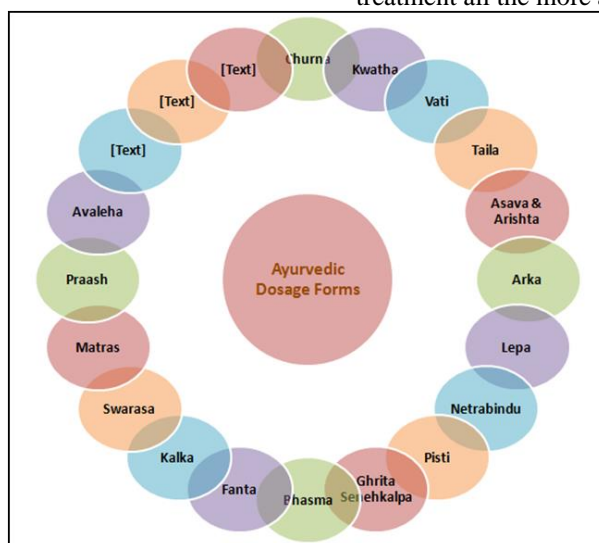 treatment all the more
Ayurvedic
Dosage Forms
Churna
Kwatha
Vati
Taila
Asava &
Arishta
Arka
Lepa
Netrabindu
Pisti
Ghrita
Senehkalpa
Bhasma
Fanta
Kalka
Swarasa
Matras
Praash
Avaleha
[Text]
[Text]
[Text]